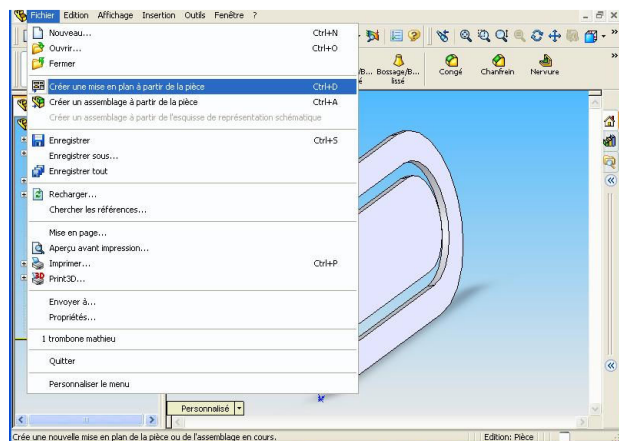 Fichier Edition Affichage Insertion Outils Fenêtre ?
Nouveau... Ctrl+N
Ouvrir... Ctrl+O
Fermer
Créer une mise en plan à partir de la pièce Ctrl+D
Créer un assemblage à partir de la pièce Ctrl+A
Créer un assemblage à partir de l'esquisse de représentation schématique
Enregistrer Ctrl+S
Enregistrer sous...
Enregistrer tout
Recharger...
Chercher les références...
Mise en page...
Aperçu avant impression...
Imprimer... Ctrl+P
Print3D...
Envoyer à...
Propriétés...
1 trombone mathieu
Quitter
Personnaliser le menu
Bossage/B... Congé Chanfrein Nervure
lissé
Personnalisé
Crée une nouvelle mise en plan de la pièce ou de l'assemblage en cours. Edition: Pièce